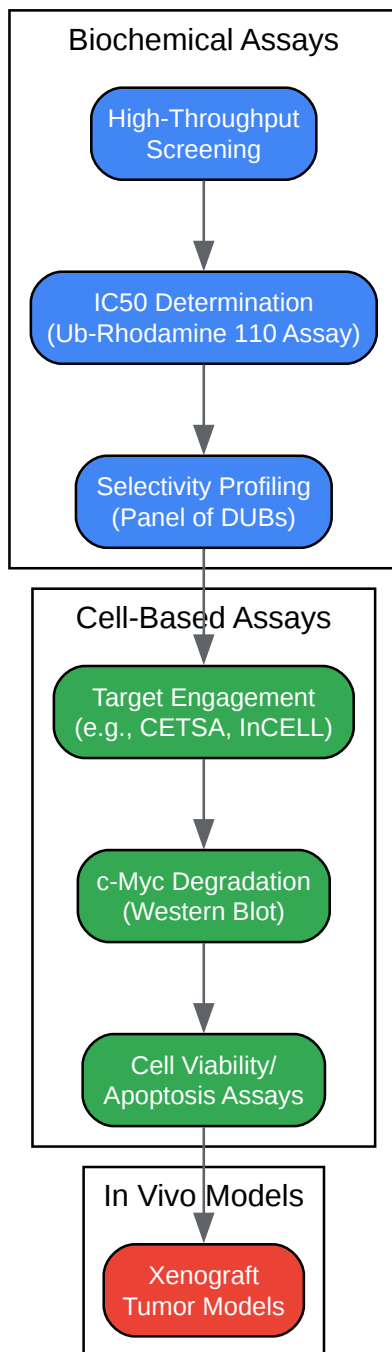 Biochemical Assays
High-Throughput
Screening
IC50 Determination
(Ub-Rhodamine 110 Assay)
Selectivity Profiling
(Panel of DUBs)
Cell-Based Assays
Target Engagement
(e.g., CETSA, InCELL)
c-Myc Degradation
(Western Blot)
Cell Viability/
Apoptosis Assays
In Vivo Models
Xenograft
Tumor Models